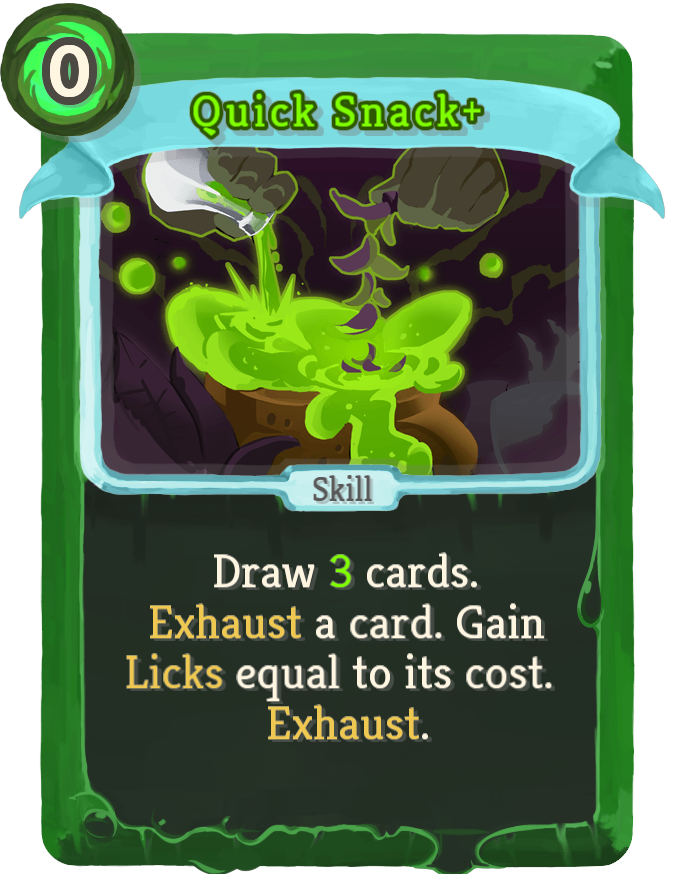 0
Quick Snack+
Skill
Draw 3 cards.
Exhaust a card. Gain
Licks equal to its cost.
Exhaust.